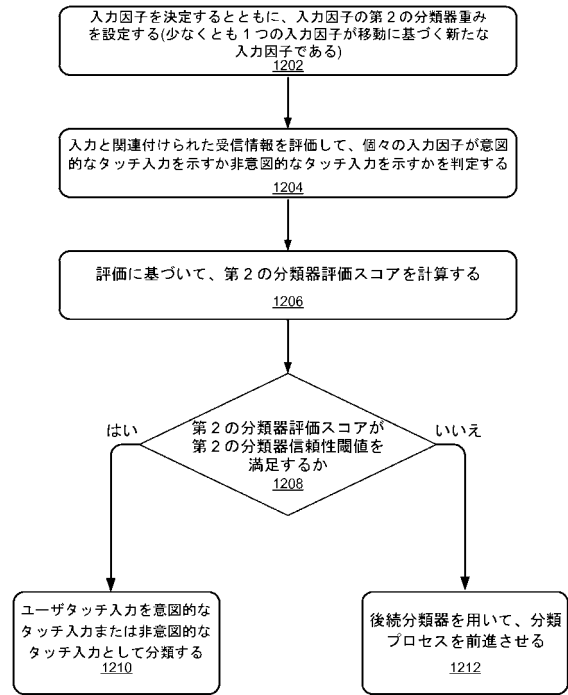 入力因子を決定するとともに、入力因子の第２の分類器重み
を設定する(少なくとも１つの入力因子が移動に基づく新たな
入力因子である)
1202
入力と関連付けられた受信情報を評価して、個々の入力因子が意図
的なタッチ入力を示すか非意図的なタッチ入力を示すかを判定する
1204
評価に基づいて、第２の分類器評価スコアを計算する
1206
第２の分類器評価スコアが
第２の分類器信頼性閾値を
満足するか
1208
はい
いいえ
ユーザタッチ入力を意図的な
タッチ入力または非意図的な
タッチ入力として分類する
1210
後続分類器を用いて、分類
プロセスを前進させる
1212